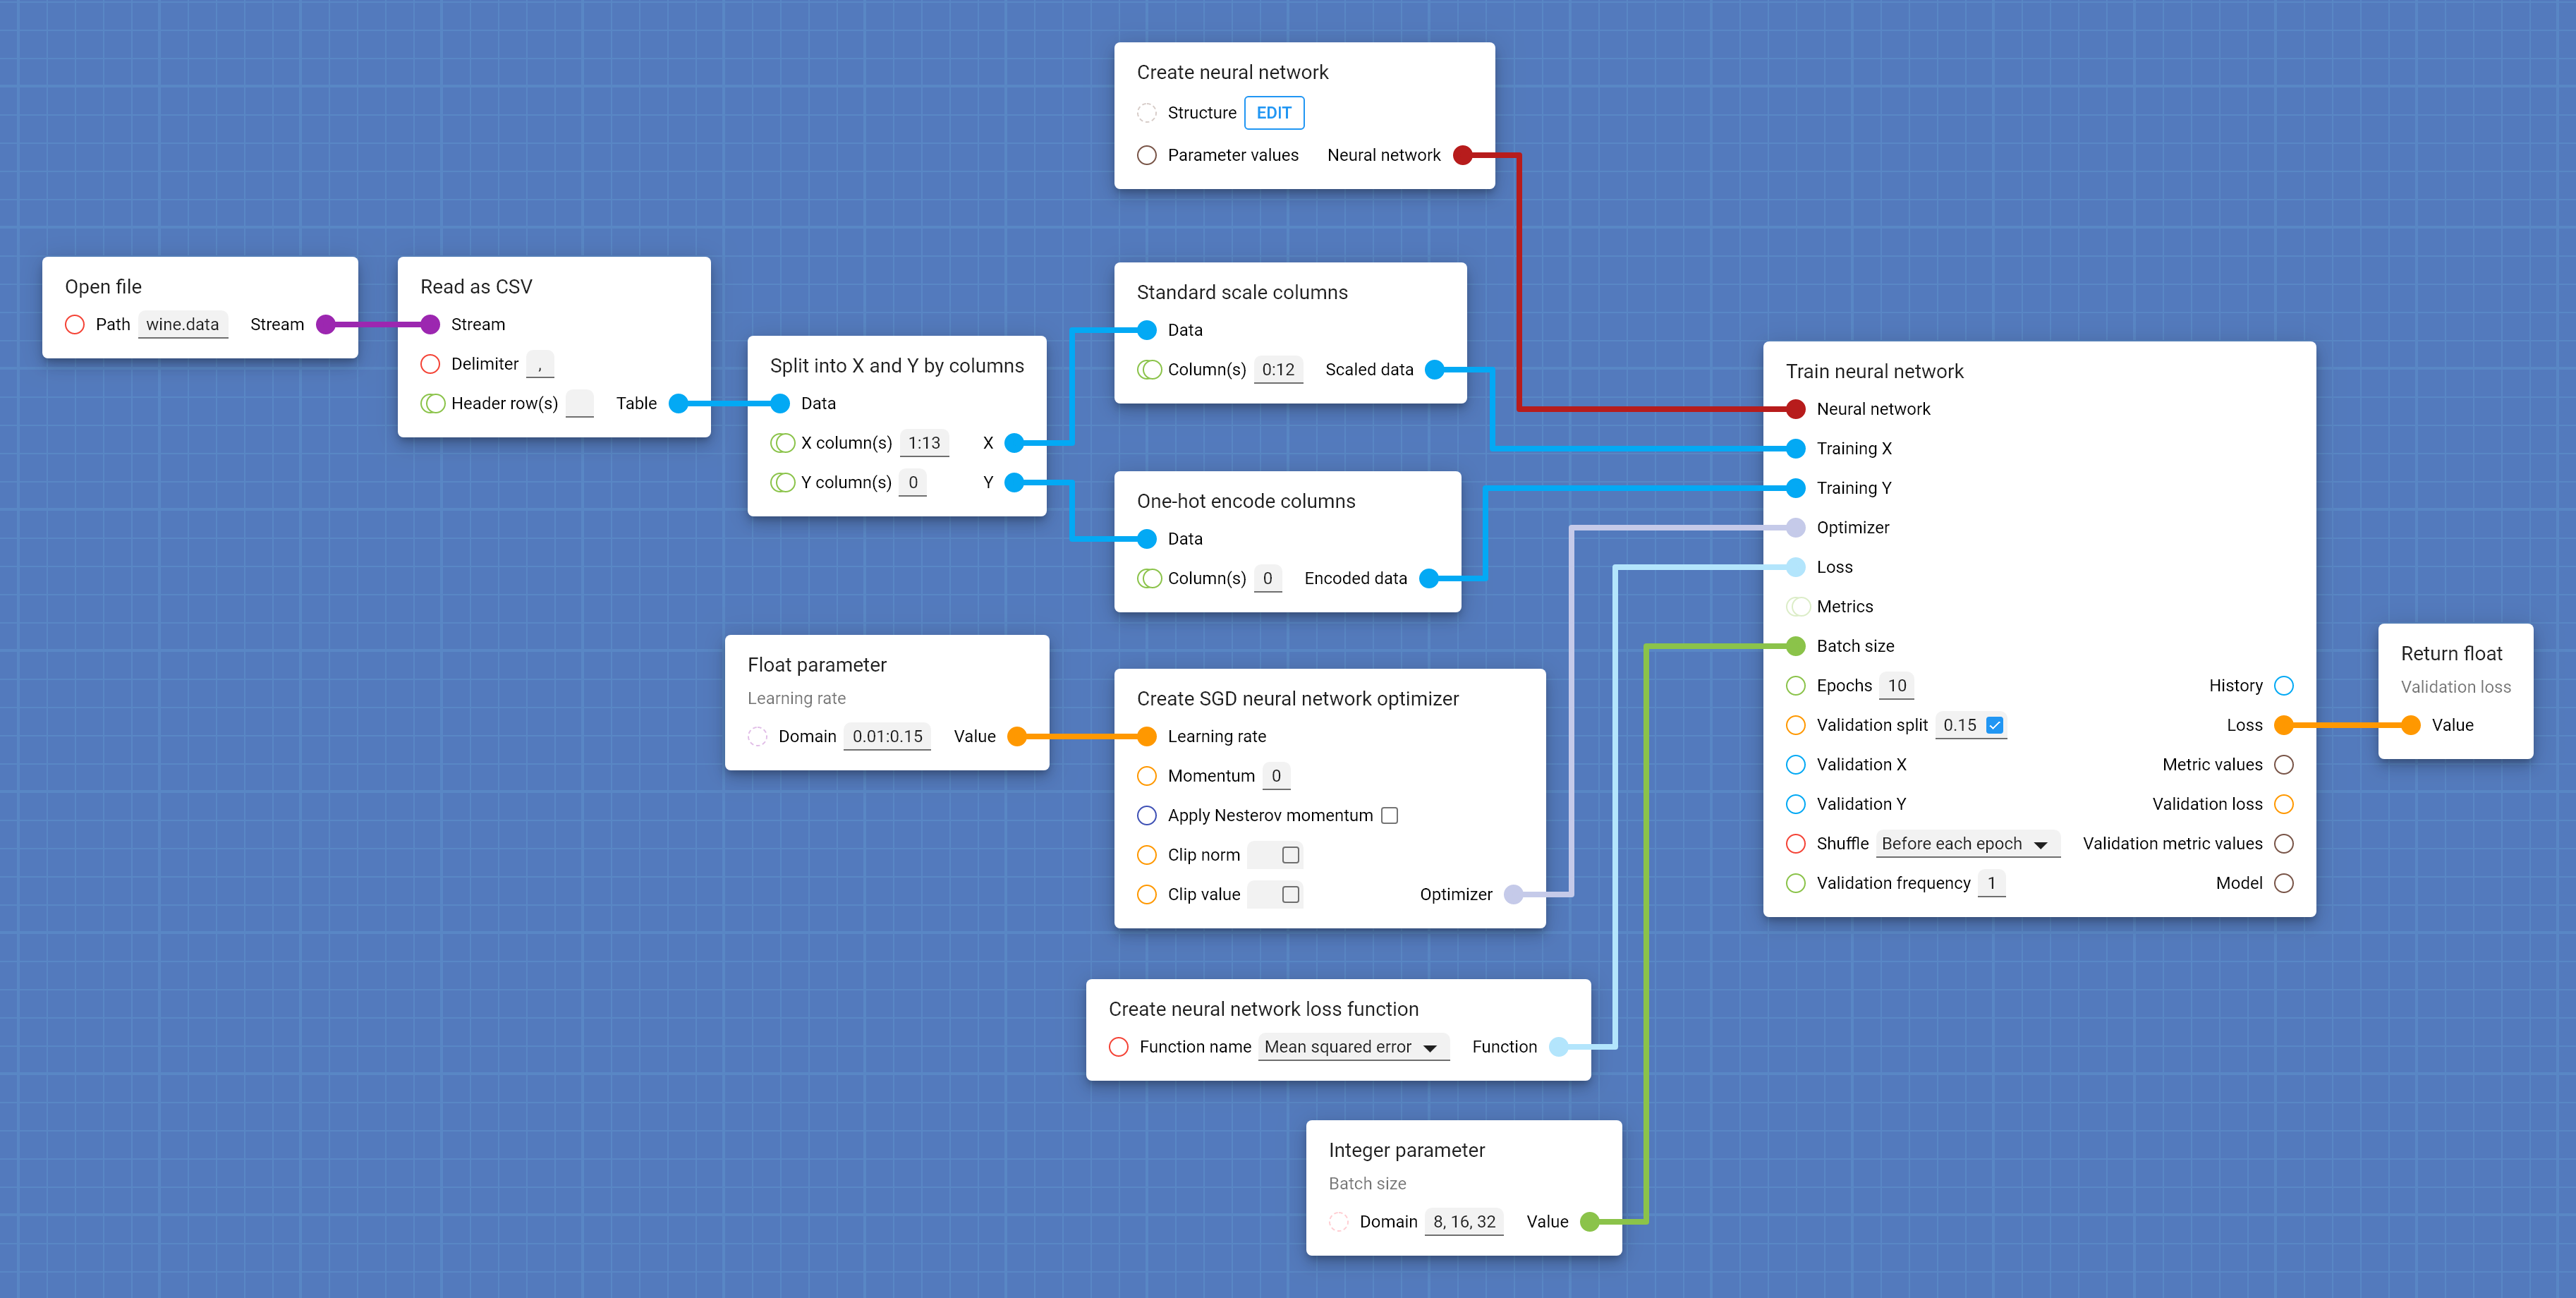 Create neural network
Structure EDIT
Parameter values Neural network
Open file
Path wine.data Stream
Read as CSV
Stream
Delimiter ,
Header row(s) Table
Split into X and Y by columns
Data
X column(s) 1:13 X
Y column(s) 0 Y
Standard scale columns
Data
Column(s) 0:12 Scaled data
One-hot encode columns
Data
Column(s) 0 Encoded data
Float parameter
Learning rate
Domain 0.01:0.15 Value
Create SGD neural network optimizer
Learning rate
Momentum 0
Apply Nesterov momentum
Clip norm
Clip value Optimizer
Create neural network loss function
Function name Mean squared error Function
Integer parameter
Batch size
Domain 8, 16, 32 Value
Train neural network
Neural network
Training X
Training Y
Optimizer
Loss
Metrics
Batch size
Epochs 10 History
Validation split 0.15 Loss
Validation X Metric values
Validation Y Validation loss
Shuffle Before each epoch Validation metric values
Validation frequency 1 Model
Return float
Validation loss
Value